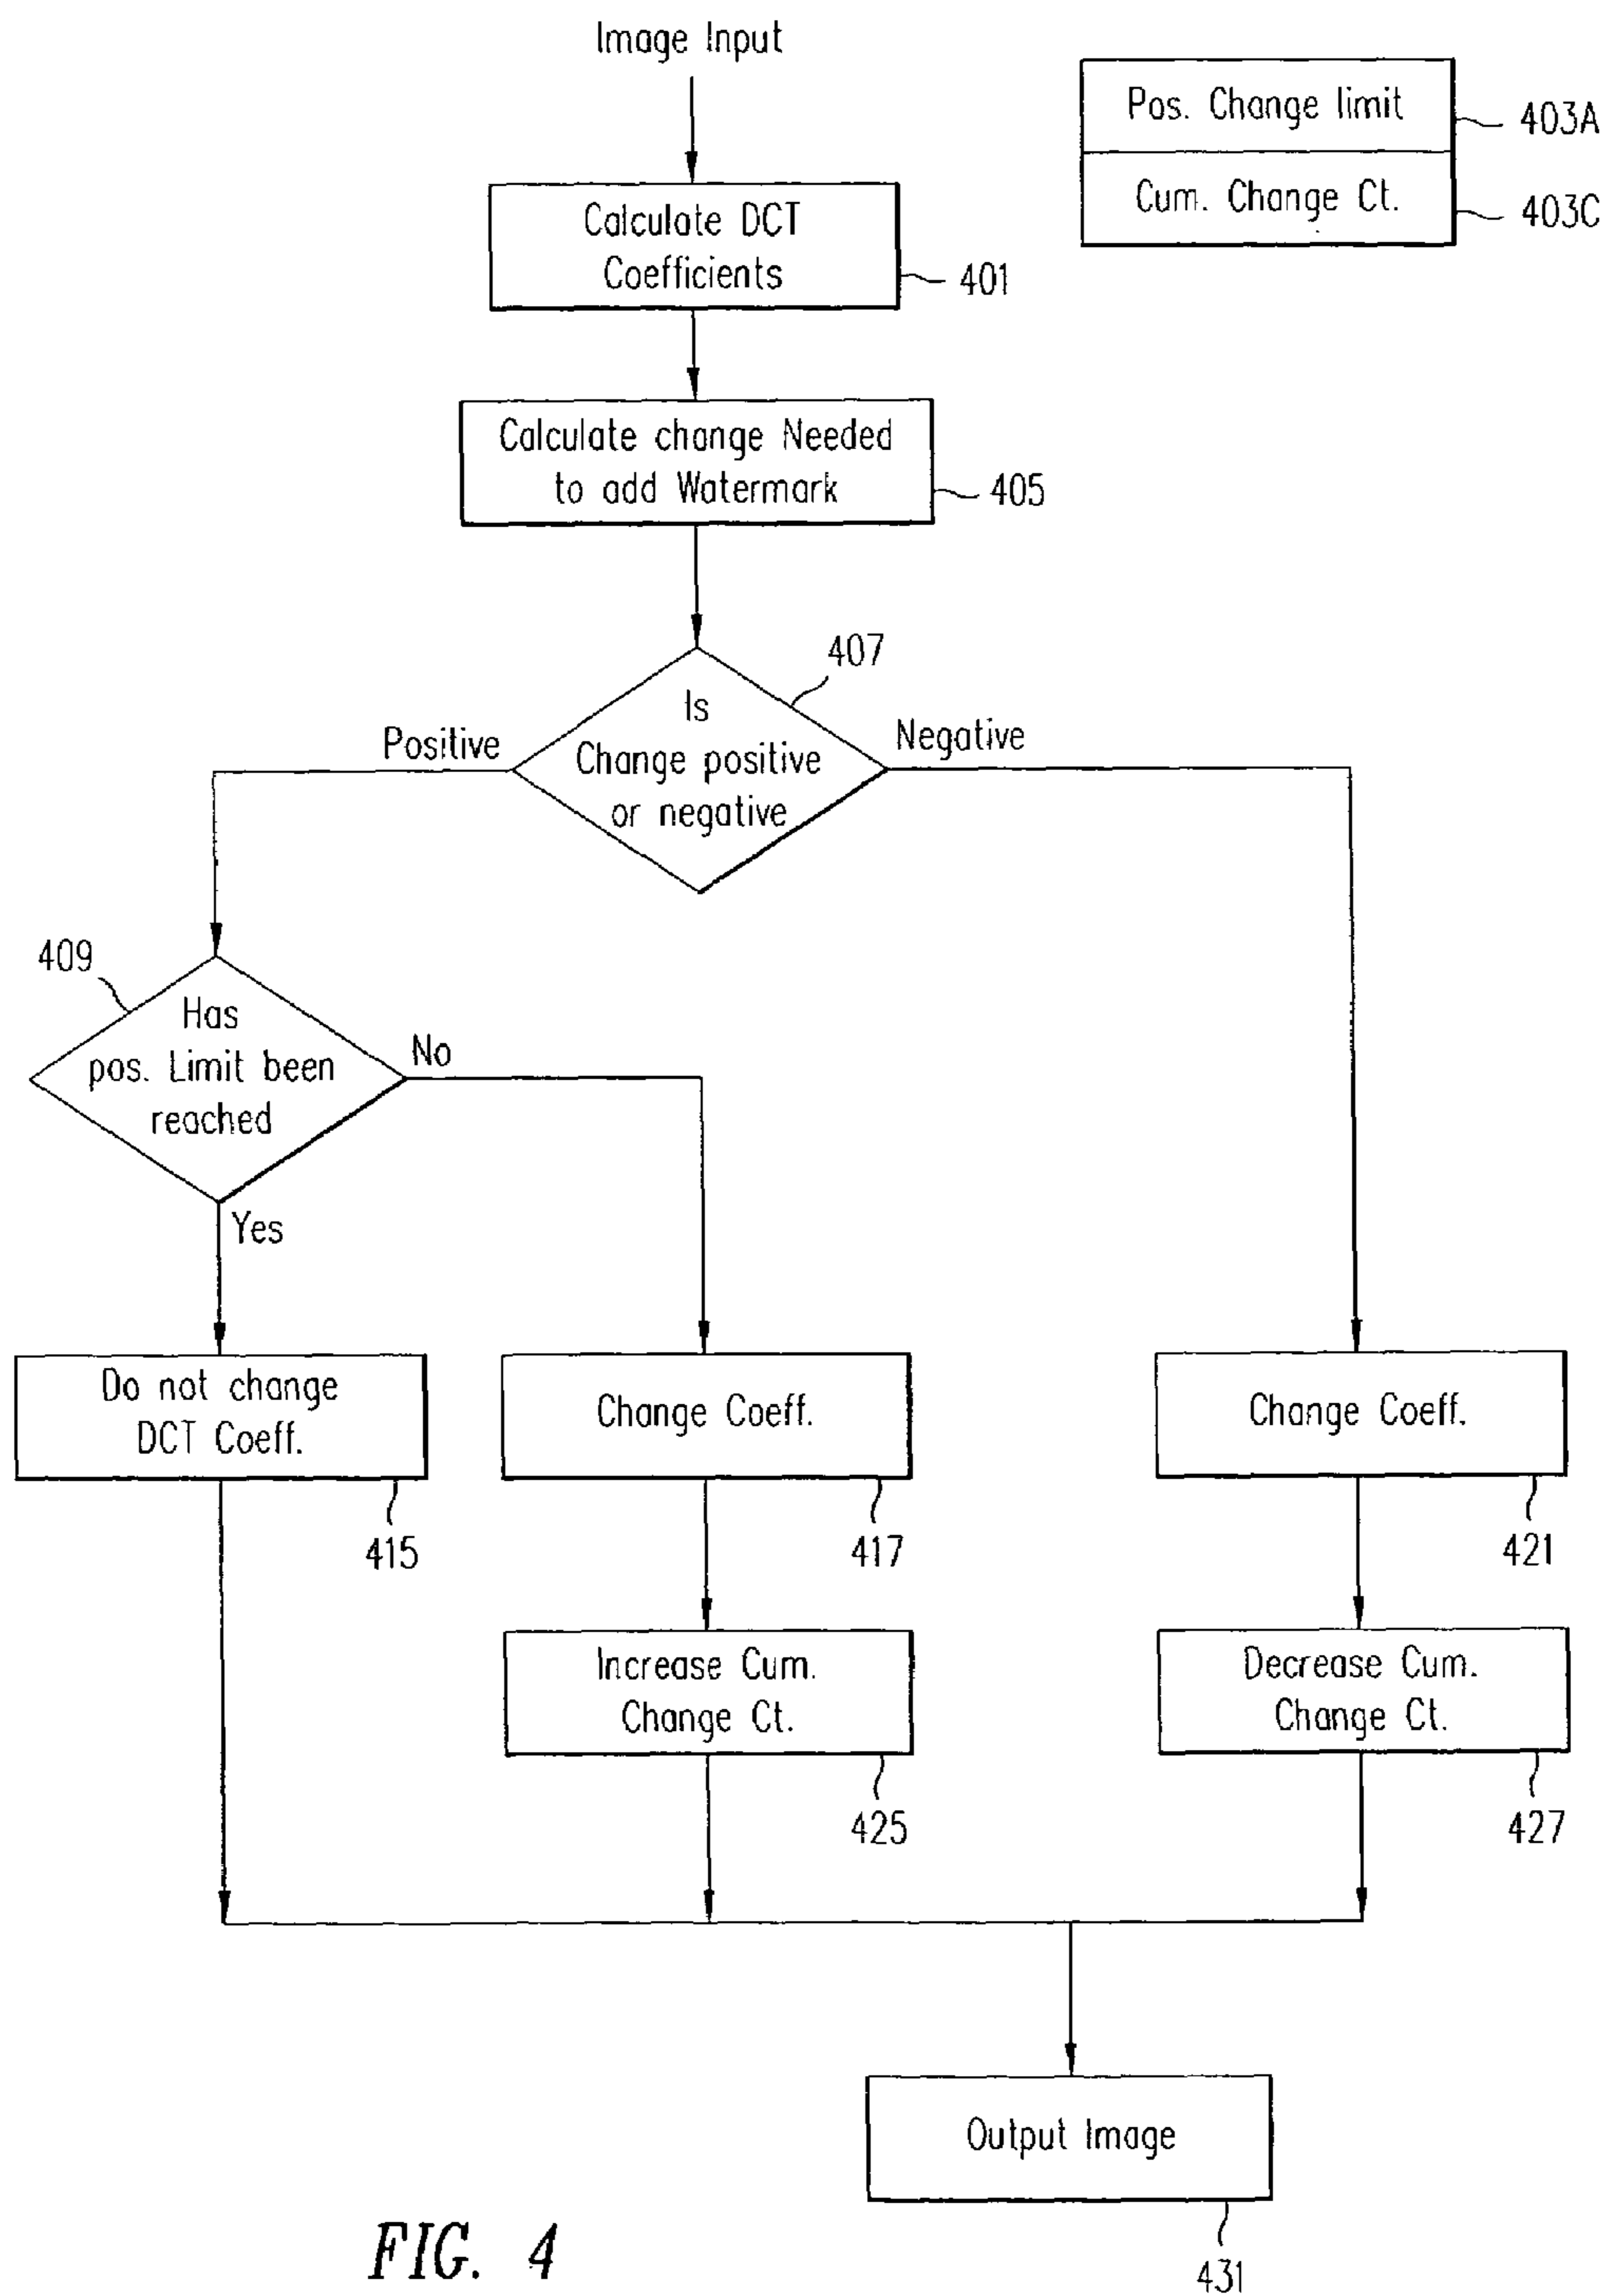 Image Input
Pos. Change limit
403A
Cum. Change Ct.
403C
Calculate DCT
Coefficients
401
Calculate change Needed
to add Watermark
405
407
Is
Change positive
or negative
Positive
Negative
409
Has
pos. Limit been
reached
No
Yes
Do not change
DCT Coeff.
415
Change Coeff.
417
Change Coeff.
421
Increase Cum.
Change Ct.
425
Decrease Cum.
Change Ct.
427
Output Image
431
FIG. 4